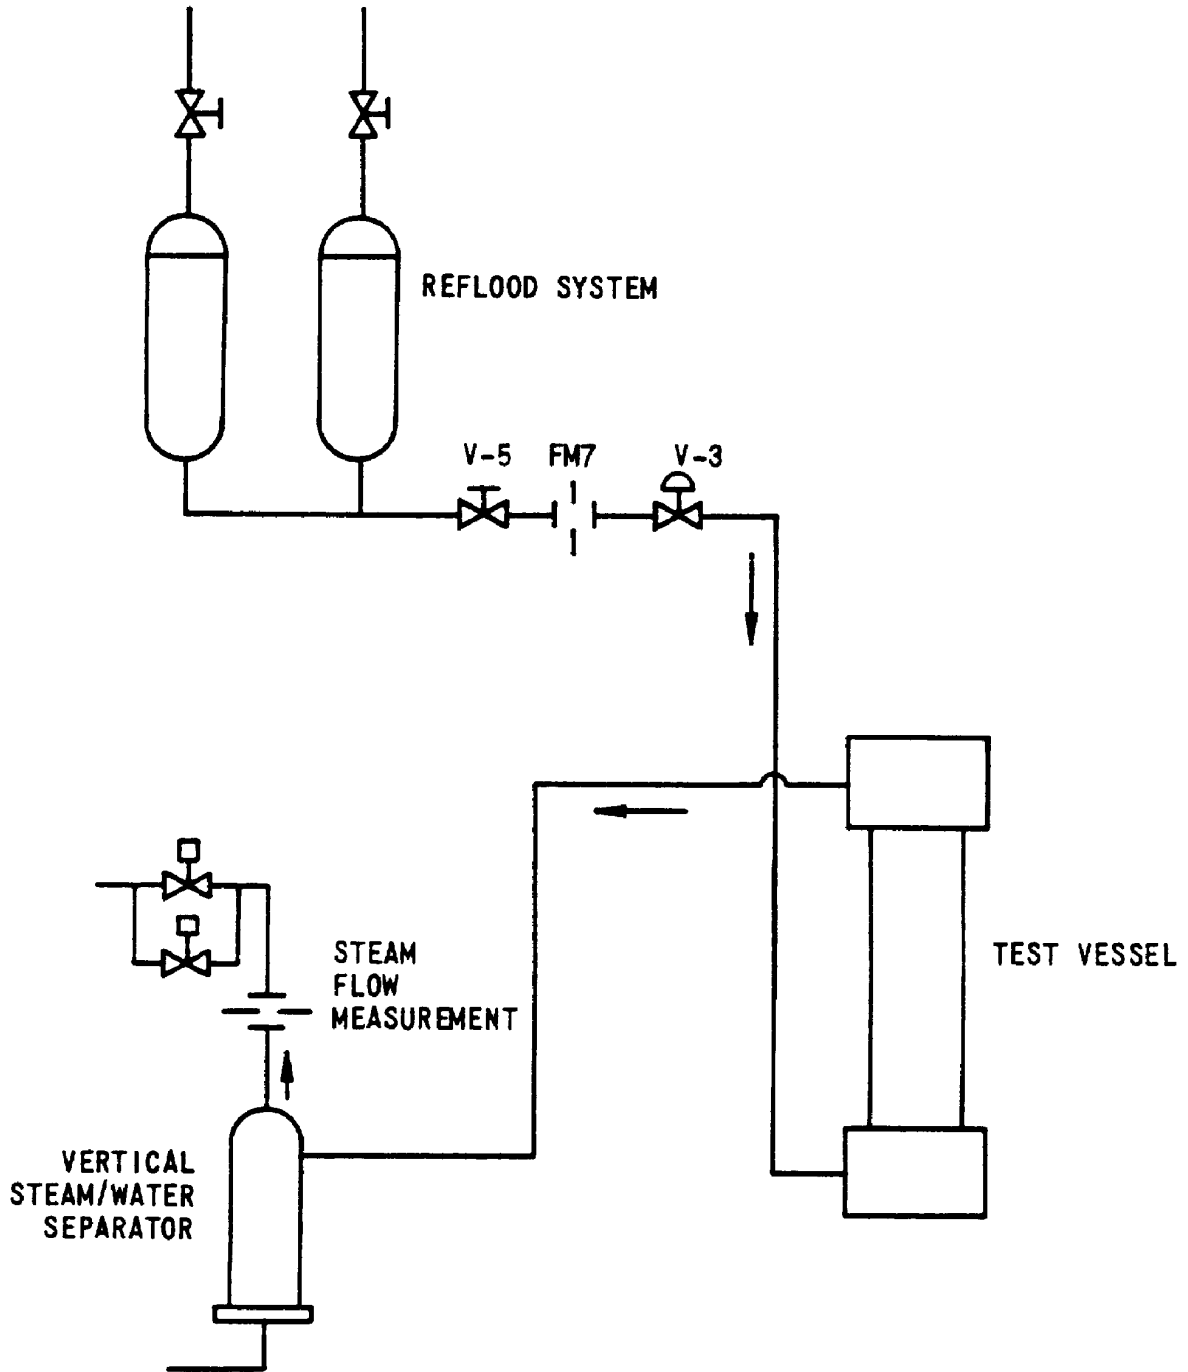 REFLOOD SYSTEM
V-5
FM7
V-3
STEAM
FLOW
MEASUREMENT
TEST VESSEL
VERTICAL
STEAM/WATER
SEPARATOR